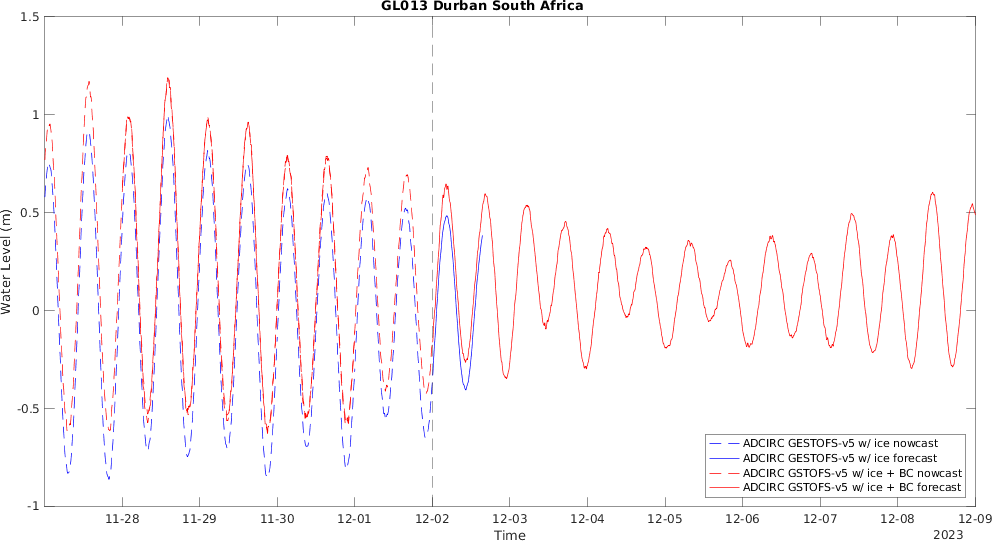 GL013 Durban South Africa
1.5
1
0.5
0
-0.5
-1
Water Level (m)
11-28
11-29
11-30
12-01
12-02
12-03
12-04
12-05
12-06
12-07
12-08
12-09
Time
2023
ADCIRC GESTOFS-v5 w/ ice nowcast
ADCIRC GESTOFS-v5 w/ ice forecast
ADCIRC GSTOFS-v5 w/ ice + BC nowcast
ADCIRC GSTOFS-v5 w/ ice + BC forecast